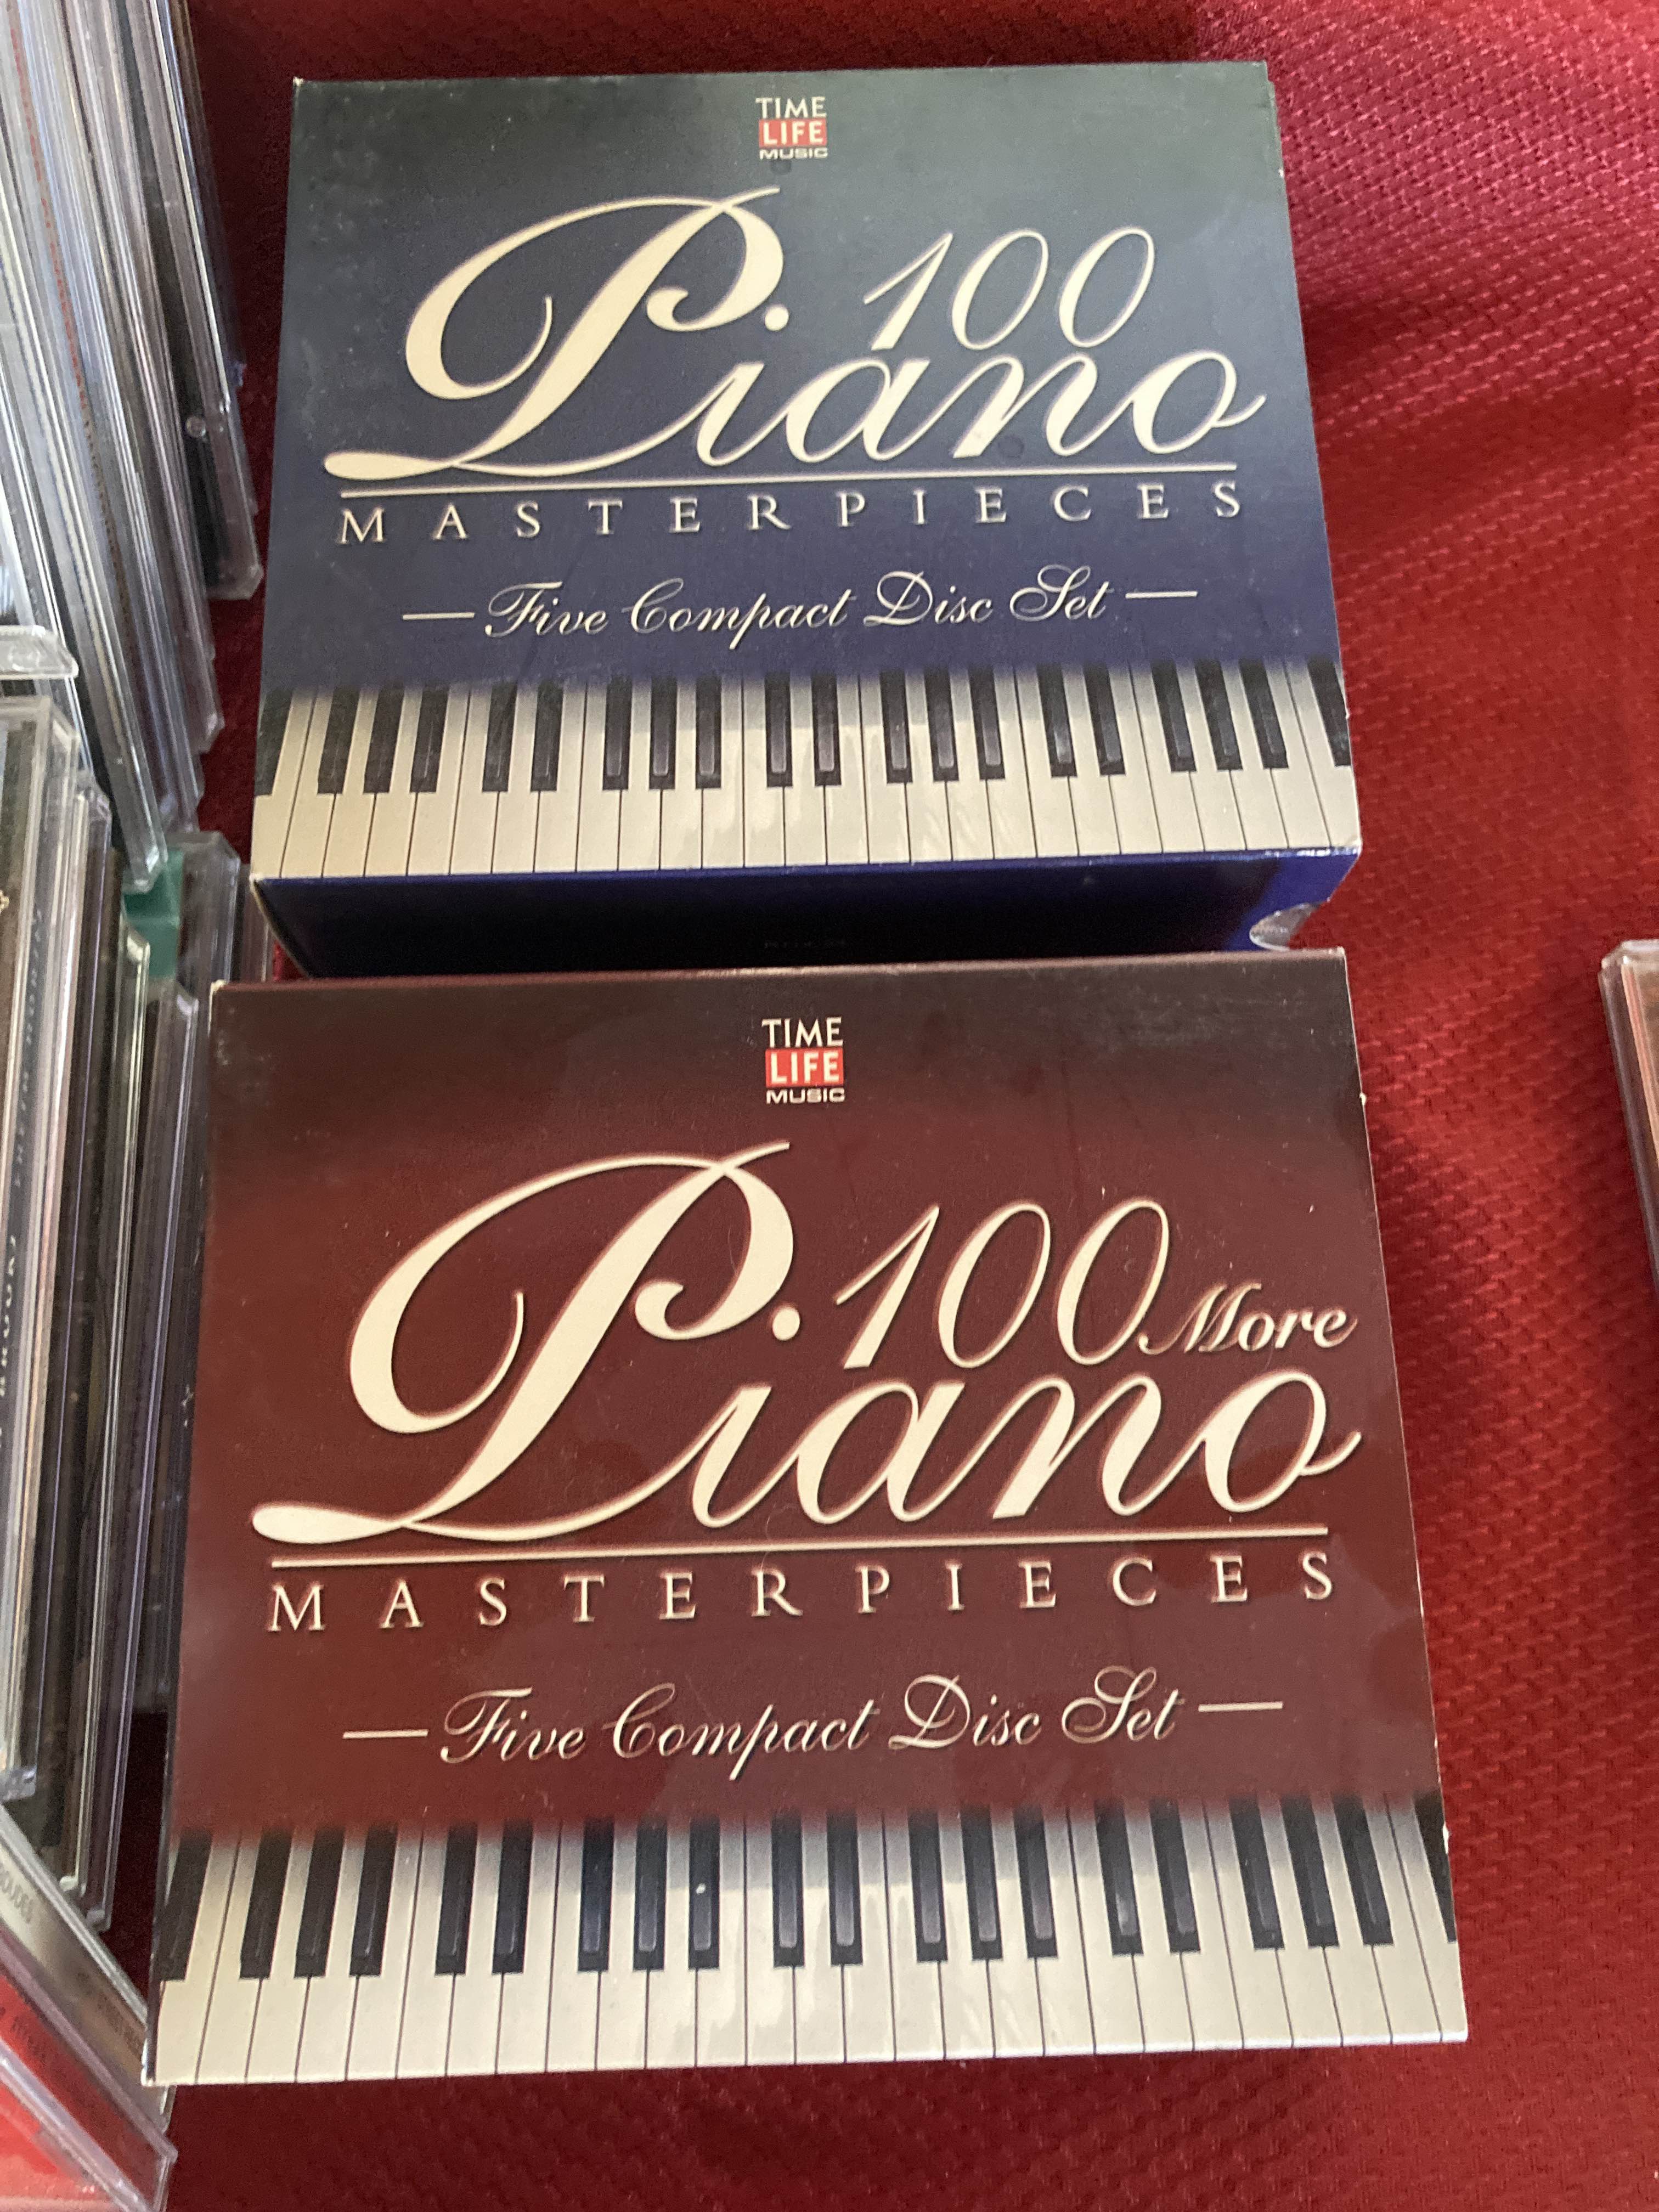 TIME
LIFE
MUSIC
100
Piano
MASTERPIECES
Five Compact Disc Set
TIME
LIFE
MUSIC
100 More
Piano
MASTERPIECES
Five Compact Disc Set